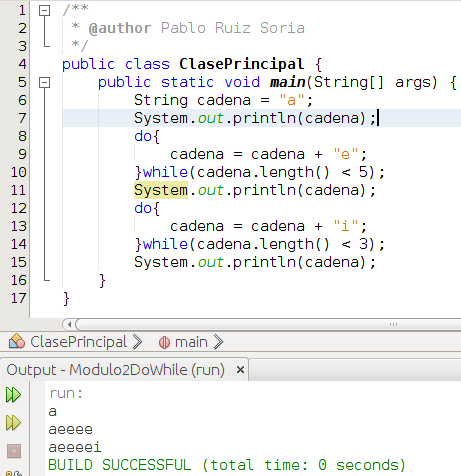 1 /**
2  * @author Pablo Ruiz Soria
3  */
4 public class ClasePrincipal {
5     public static void main(String[] args) {
6         String cadena = "a";
7         System.out.println(cadena);
8         do{
9             cadena = cadena + "e";
10         }while(cadena.length() < 5);
11         System.out.println(cadena);
12         do{
13             cadena = cadena + "i";
14         }while(cadena.length() < 3);
15         System.out.println(cadena);
16     }
17 }
ClasePrincipal main
Output - Modulo2DoWhile (run) ×
run:
a
aeeee
aeeeei
BUILD SUCCESSFUL (total time: 0 seconds)